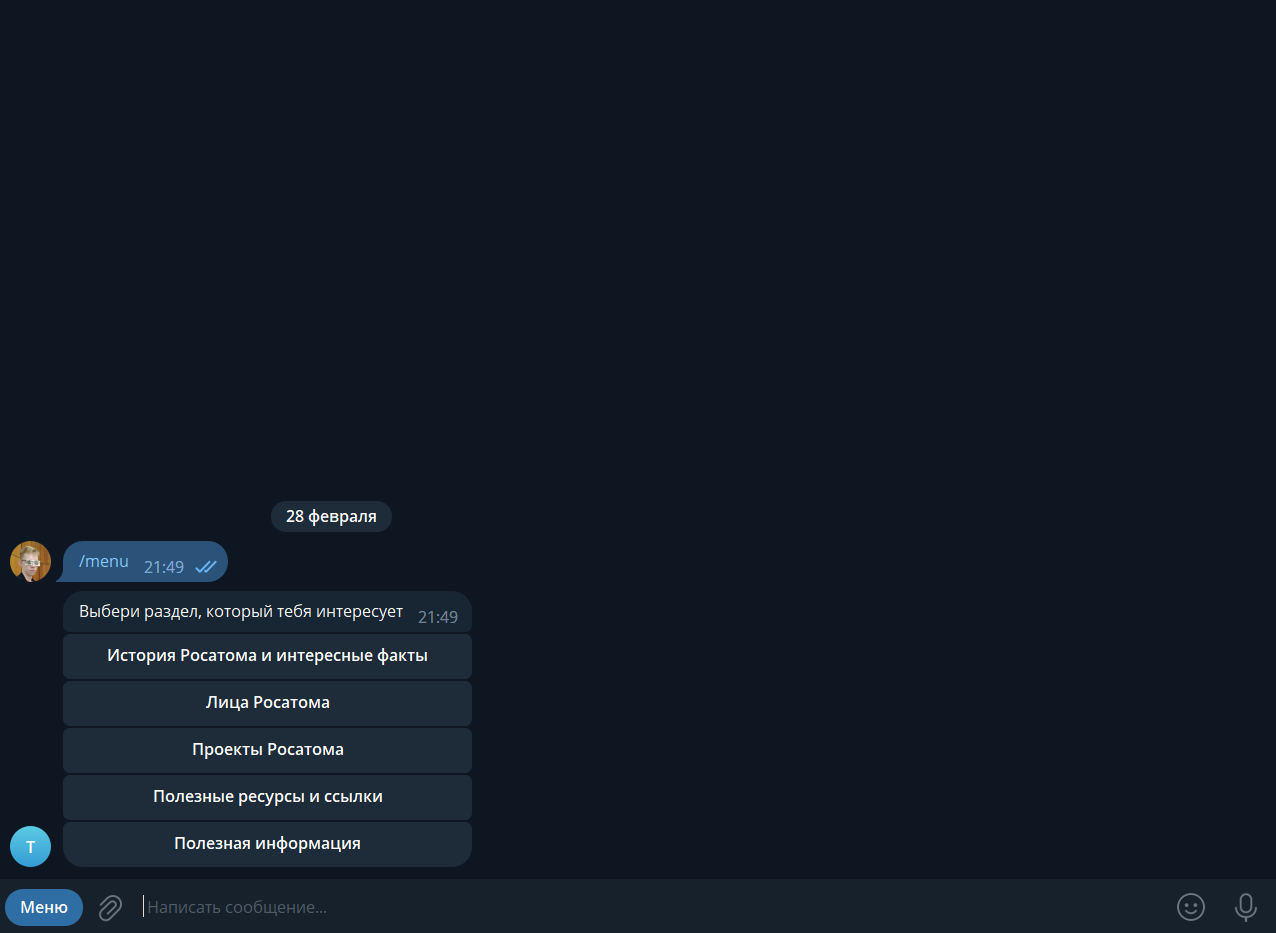 28 февраля
/menu 21:49
Выбери раздел, который тебя интересует 21:49
История Росатома и интересные факты
Лица Росатома
Проекты Росатома
Полезные ресурсы и ссылки
Полезная информация
T
Меню Написать сообщение...